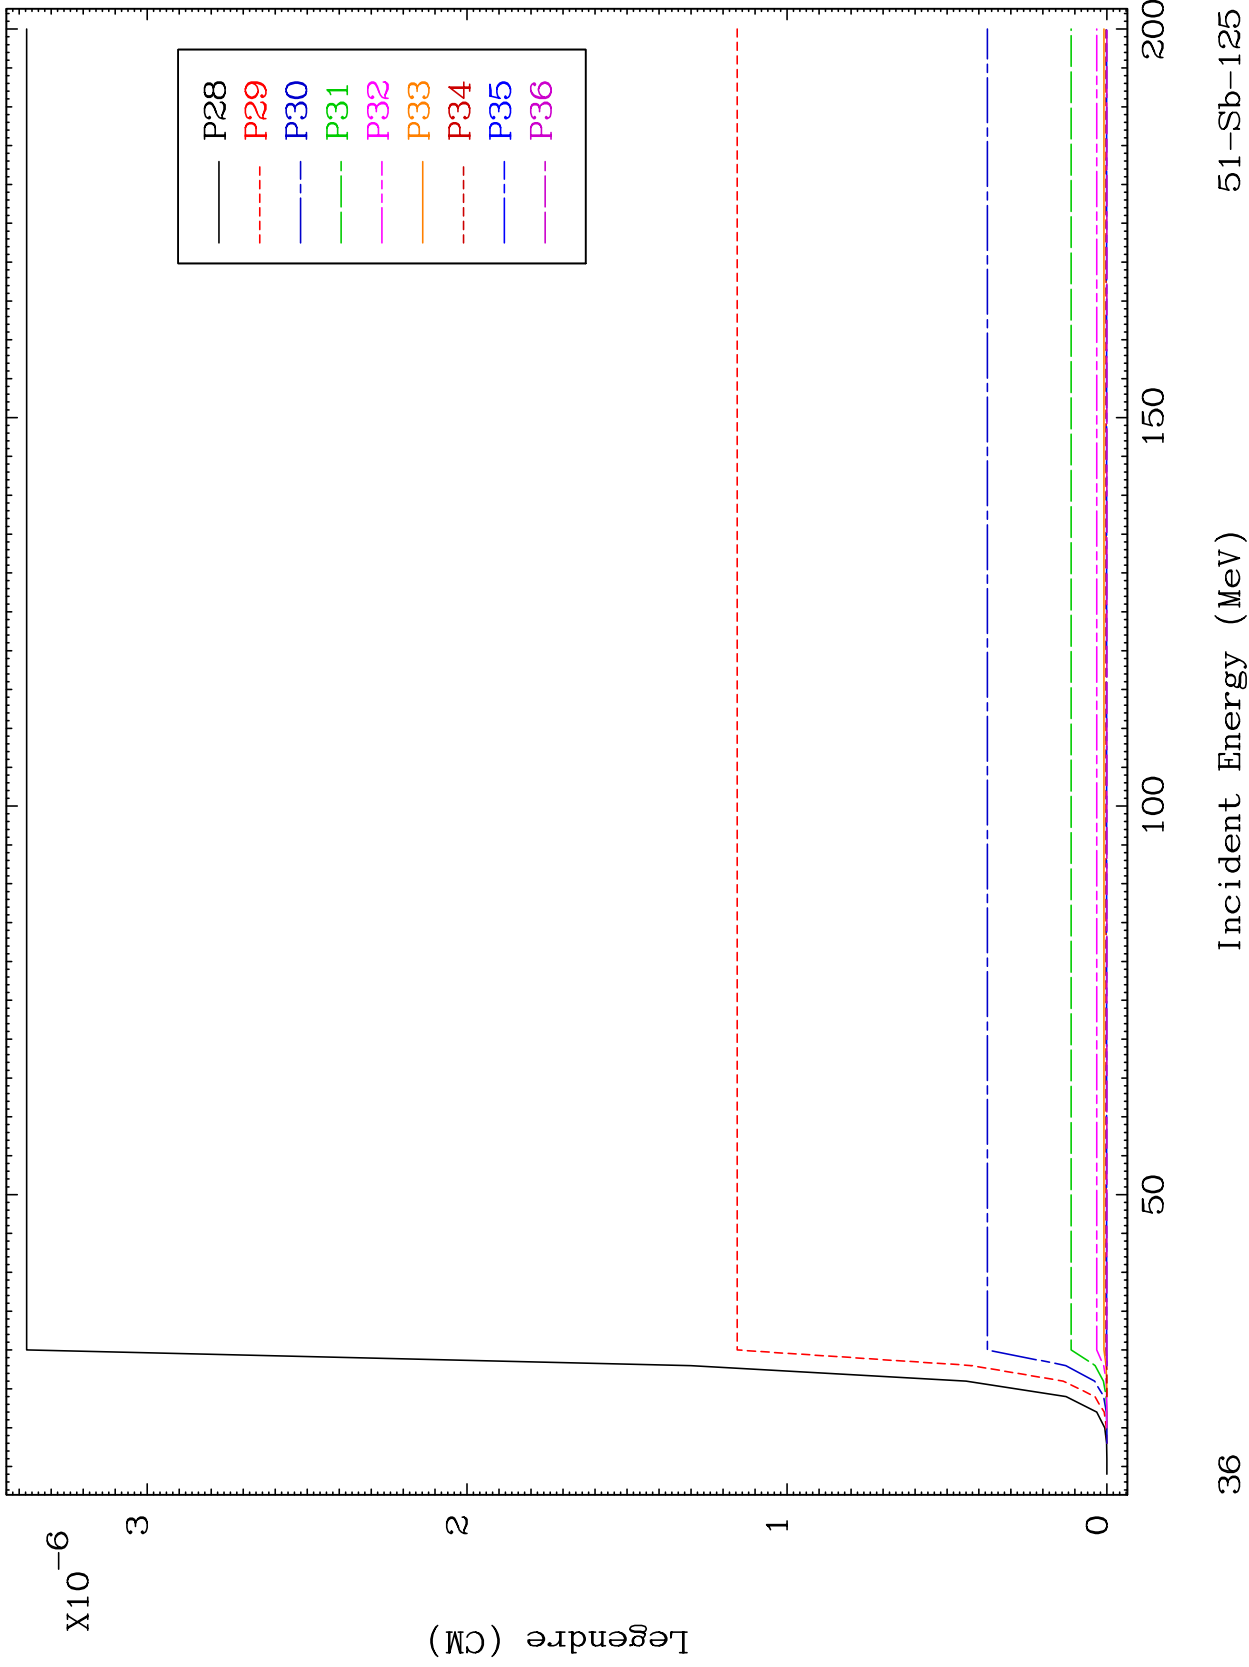 X10-6
3
2
1
0
Legendre (CM)
P28
P29
P30
P31
P32
P33
P34
P35
P36
50
100
150
200
Incident Energy (MeV)
36
51-Sb-125